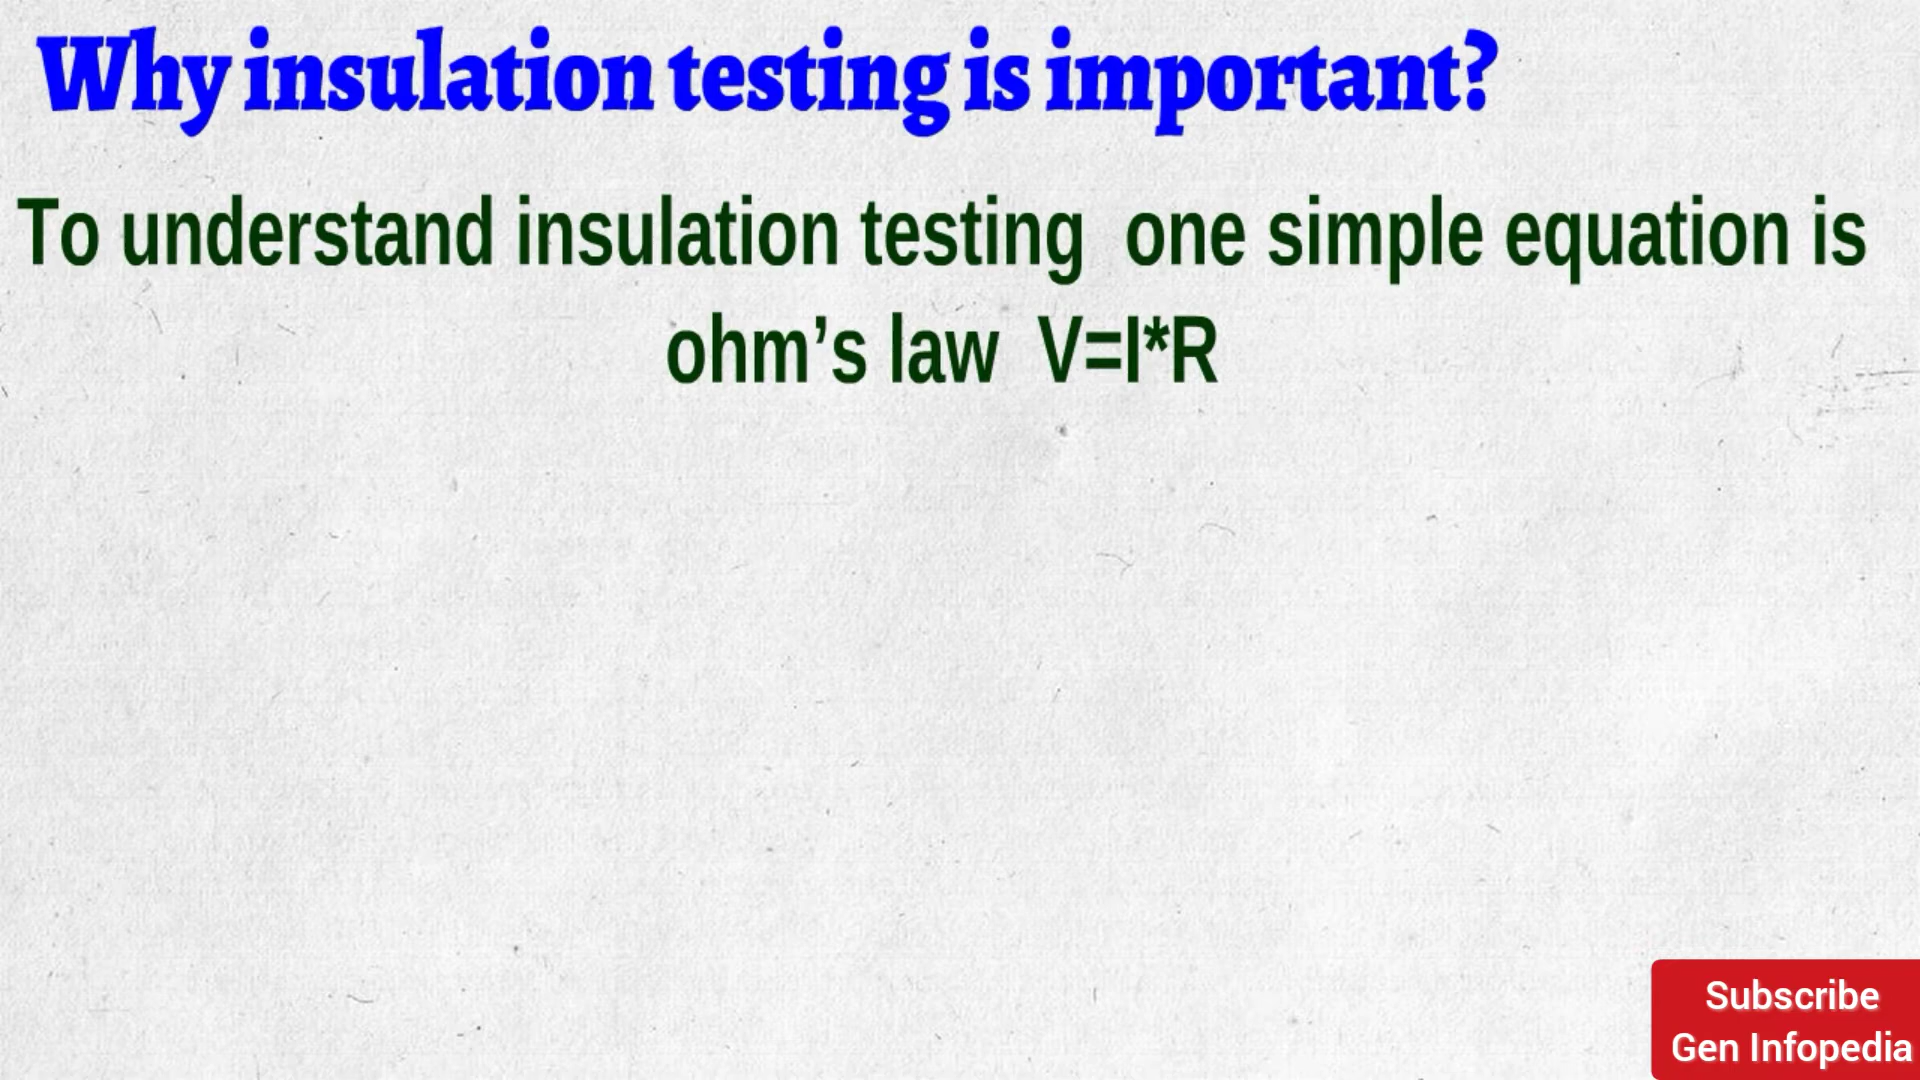 Why insulation testing is important?
To understand insulation testing  one simple equation is
ohm’s law  V=I*R
Subscribe
Gen Infopedia